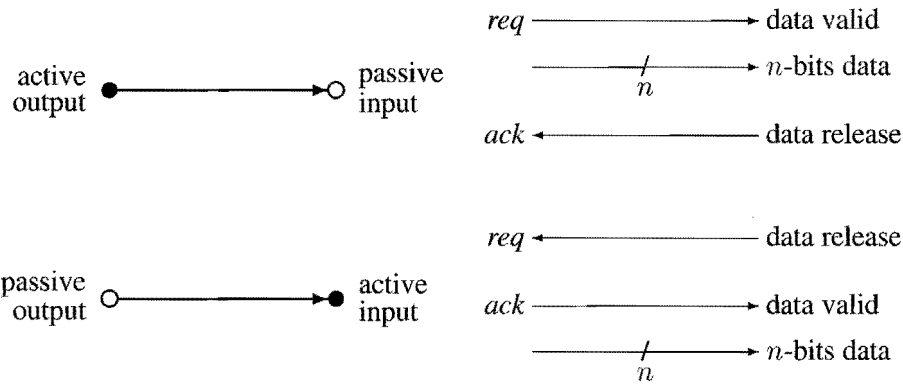 req data valid
active output
passive input
n-bits data
n
ack data release
req data release
passive output
active input
ack data valid
n-bits data
n